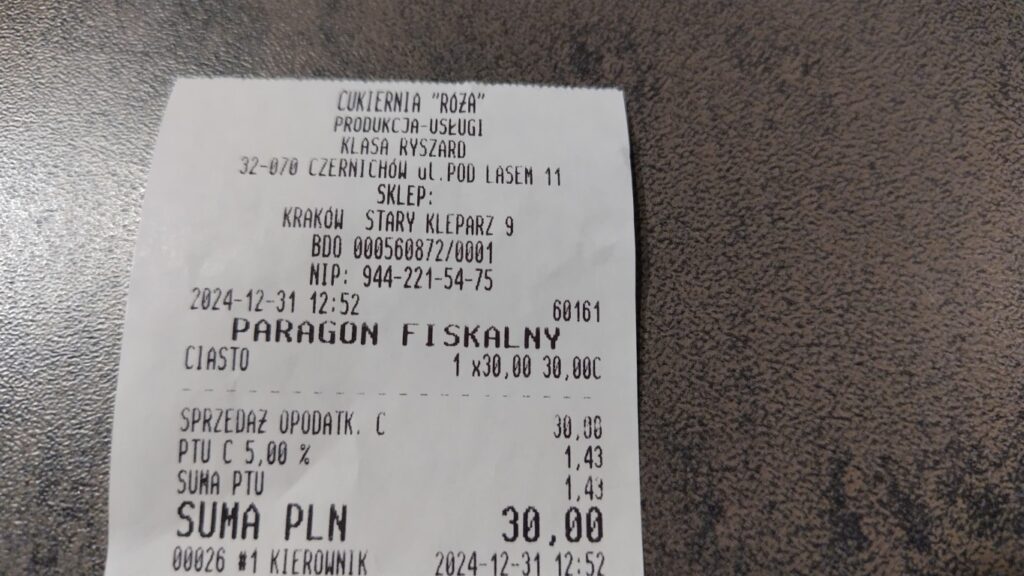 CUKIERNIA "RÓŻA"
PRODUKCJA-USŁUGI
KLASA RYSZARD
32-070 CZERNICHÓW ul.POD LASEM 11
SKLEP:
KRAKÓW STARY KLEPARZ 9
BDO 000560872/0001
NIP: 944-221-54-75
2024-12-31 12:52 60161
PARAGON FISKALNY
CIASTO 1 x30,00 30,00C
SPRZEDAŻ OPODATK. C 30,00
PTU C 5,00 % 1,43
SUMA PTU 1,43
SUMA PLN 30,00
00026 #1 KIEROWNIK 2024-12-31 12:52